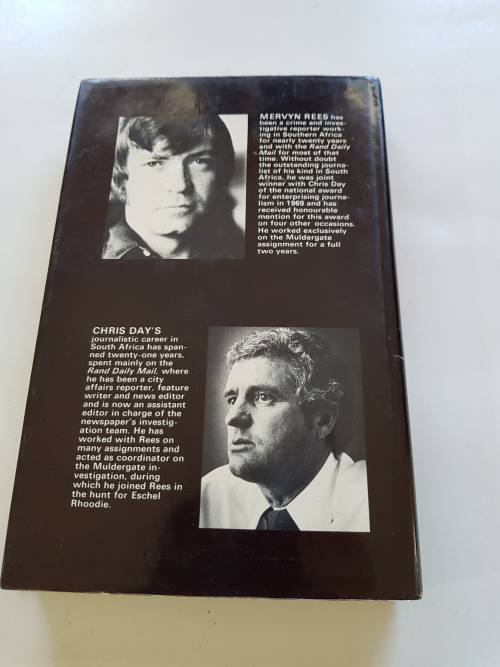 MERVYN REES has
been a crime and inves-
tigative reporter work-
ing in Southern Africa
for nearly twenty years
and with the Rand Daily
Mail for most of that
time. Without doubt
the outstanding journa-
list of his kind in South
Africa, he was joint
winner with Chris Day
of the national award
for enterprising journa-
lism in 1969 and has
received honourable
mention for this award
on four other occasions.
He worked exclusively
on the Muldergate
assignment for a full
two years.
CHRIS DAY'S
journalistic career in
South Africa has span-
ned twenty-one years,
spent mainly on the
Rand Daily Mail, where
he has been a city
affairs reporter, feature
writer and news editor
and is now an assistant
editor in charge of the
newspaper's investig-
ation team. He has
worked with Rees on
many assignments and
acted as coordinator on
the Muldergate in-
vestigation, during
which he joined Rees in
the hunt for Eschel
Rhoodie.